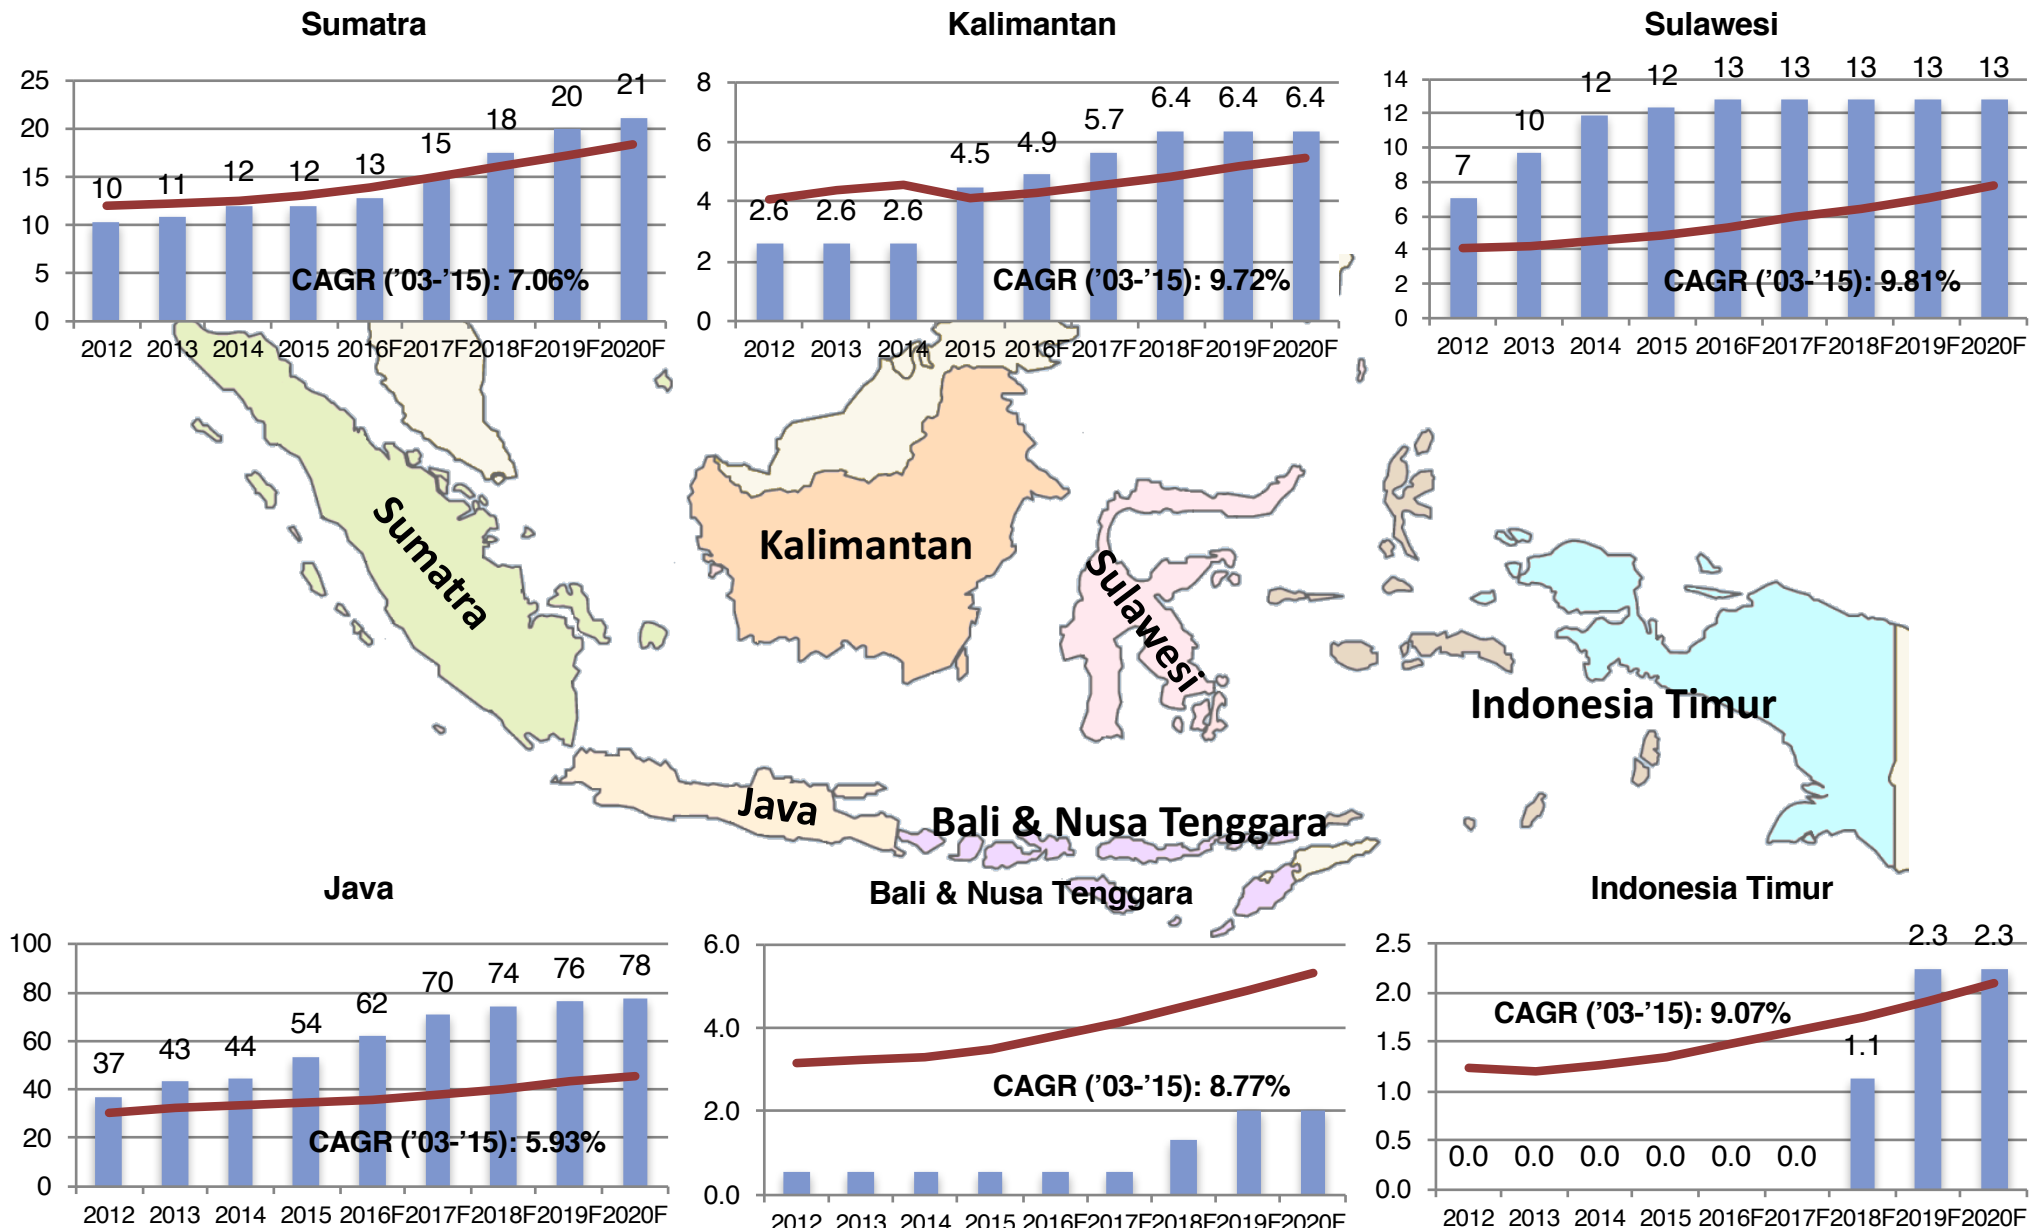 Sumatra
25
20
15
10
5
0
10 11 12 12 13 15 18 20 21
CAGR ('03-'15): 7.06%
2012 2013 2014 2015 2016F 2017F 2018F 2019F 2020F
Kalimantan
8
6
4
2
0
2.6 2.6 2.6 4.5 4.9 5.7 6.4 6.4 6.4
CAGR ('03-'15): 9.72%
2012 2013 2014 2015 2016F 2017F 2018F 2019F 2020F
Sulawesi
14
12
10
8
6
4
2
0
7 10 12 12 13 13 13 13 13
CAGR ('03-'15): 9.81%
2012 2013 2014 2015 2016F 2017F 2018F 2019F 2020F
Sumatra
Kalimantan
Sulawesi
Indonesia Timur
Java
Bali & Nusa Tenggara
Java
100
80
60
40
20
0
37 43 44 54 62 70 74 76 78
CAGR ('03-'15): 5.93%
2012 2013 2014 2015 2016F 2017F 2018F 2019F 2020F
Bali & Nusa Tenggara
6.0
4.0
2.0
0.0
CAGR ('03-'15): 8.77%
2012 2013 2014 2015 2016F 2017F 2018F 2019F 2020F
Indonesia Timur
2.5
2.0
1.5
1.0
0.5
0.0
0.0 0.0 0.0 0.0 0.0 0.0 1.1 2.3 2.3
CAGR ('03-'15): 9.07%
2012 2013 2014 2015 2016F 2017F 2018F 2019F 2020F